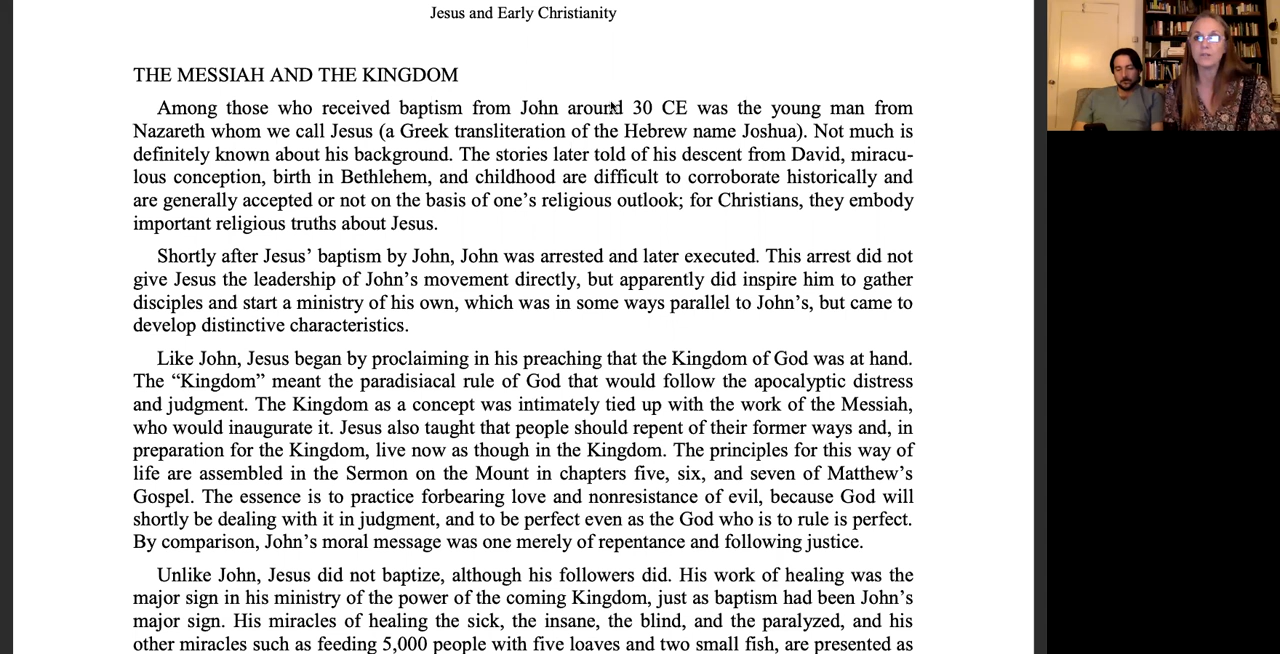 Jesus and Early Christianity
THE MESSIAH AND THE KINGDOM
Among those who received baptism from John around 30 CE was the young man from
Nazareth whom we call Jesus (a Greek transliteration of the Hebrew name Joshua). Not much is
definitely known about his background. The stories later told of his descent from David, miracu-
lous conception, birth in Bethlehem, and childhood are difficult to corroborate historically and
are generally accepted or not on the basis of one’s religious outlook; for Christians, they embody
important religious truths about Jesus.
Shortly after Jesus’ baptism by John, John was arrested and later executed. This arrest did not
give Jesus the leadership of John’s movement directly, but apparently did inspire him to gather
disciples and start a ministry of his own, which was in some ways parallel to John’s, but came to
develop distinctive characteristics.
Like John, Jesus began by proclaiming in his preaching that the Kingdom of God was at hand.
The “Kingdom” meant the paradisiacal rule of God that would follow the apocalyptic distress
and judgment. The Kingdom as a concept was intimately tied up with the work of the Messiah,
who would inaugurate it. Jesus also taught that people should repent of their former ways and, in
preparation for the Kingdom, live now as though in the Kingdom. The principles for this way of
life are assembled in the Sermon on the Mount in chapters five, six, and seven of Matthew’s
Gospel. The essence is to practice forbearing love and nonresistance of evil, because God will
shortly be dealing with it in judgment, and to be perfect even as the God who is to rule is perfect.
By comparison, John’s moral message was one merely of repentance and following justice.
Unlike John, Jesus did not baptize, although his followers did. His work of healing was the
major sign in his ministry of the power of the coming Kingdom, just as baptism had been John’s
major sign. His miracles of healing the sick, the insane, the blind, and the paralyzed, and his
other miracles such as feeding 5,000 people with five loaves and two small fish, are presented as